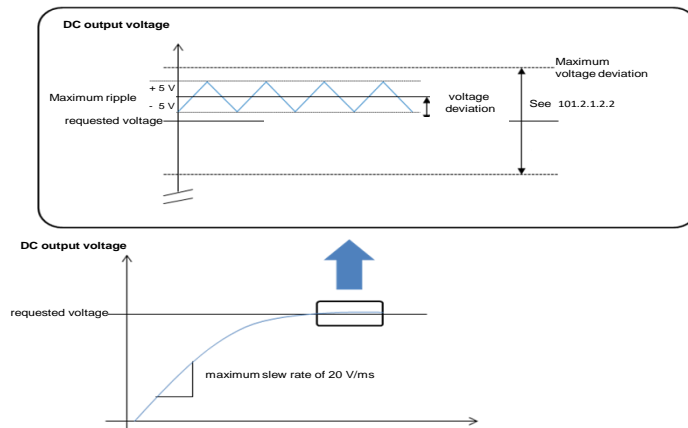 DC output voltage
Maximum
voltage deviation
+ 5 V
Maximum ripple
- 5 V
voltage
deviation
See 101.2.1.2.2
requested voltage
DC output voltage
requested voltage
maximum slew rate of 20 V/ms